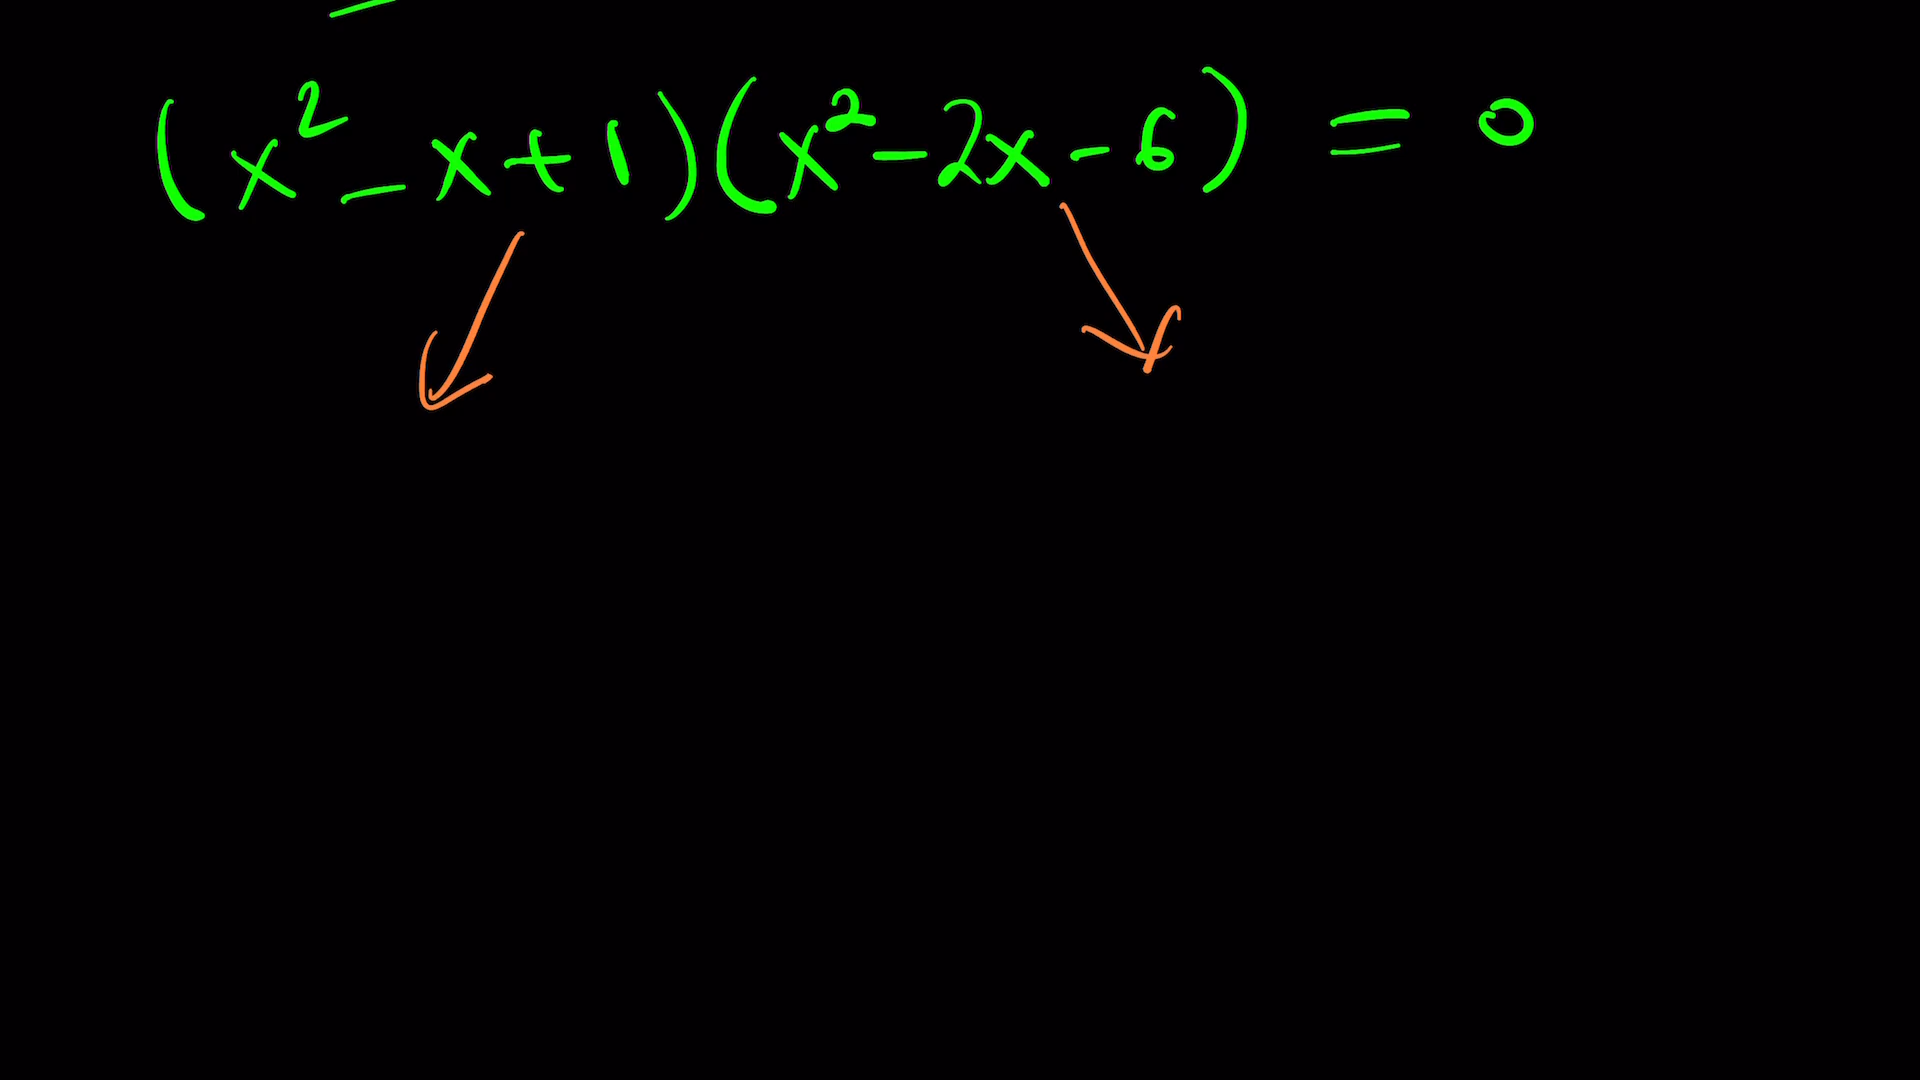 (x² - x + 1)(x² - 2x - 6) = 0